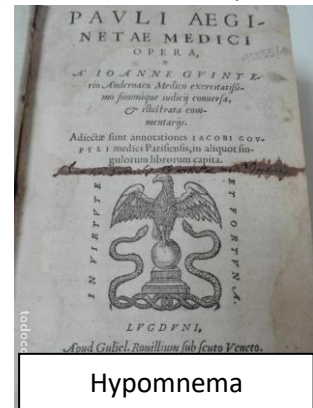 PAVLI AEGI-
NETAE MEDICI
OPERA,
A' IOANNE GVINTE-
rio Andernaco Medico exercitatissi-
mo summique iudicij conuersa,
& illustrata com-
mentarijs.
Adiectæ sunt annotationes IACOBI GOV-
PYLI medici Parisiensis, in aliquot sin-
gulorum librorum capita.
IN VIRTVTE
ET FORTVNA.
LVGDVNI,
Apud Guliel. Rouillium sub scuto Veneto.
todoco
Hypomnema